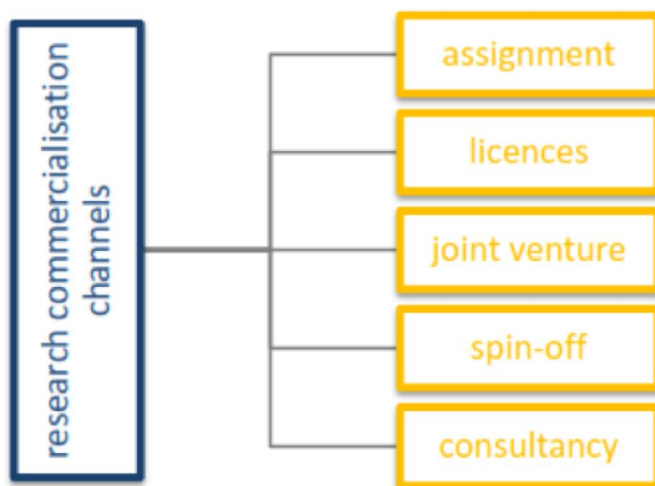 research commercialisation
channels
assignment
licences
joint venture
spin-off
consultancy